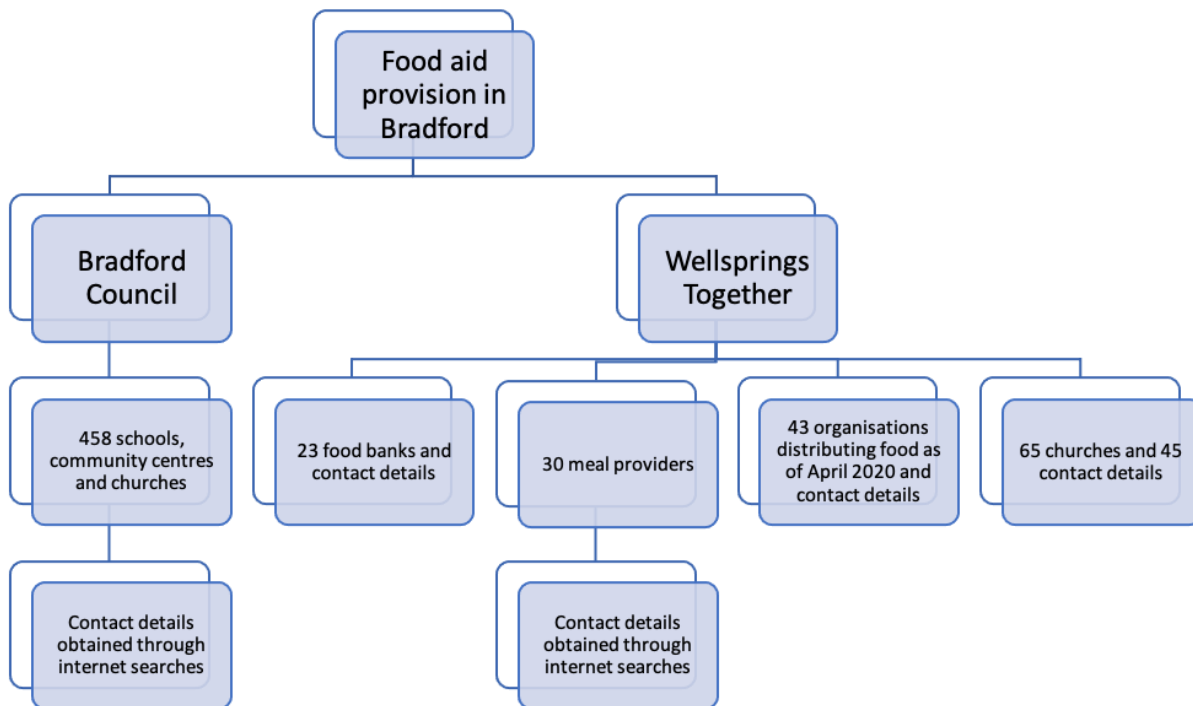 Food aid
provision in
Bradford
Bradford
Council
Wellsprings
Together
458 schools,
community centres
and churches
23 food banks and
contact details
30 meal providers
43 organisations
distributing food as
of April 2020 and
contact details
65 churches and 45
contact details
Contact details
obtained through
internet searches
Contact details
obtained through
internet searches